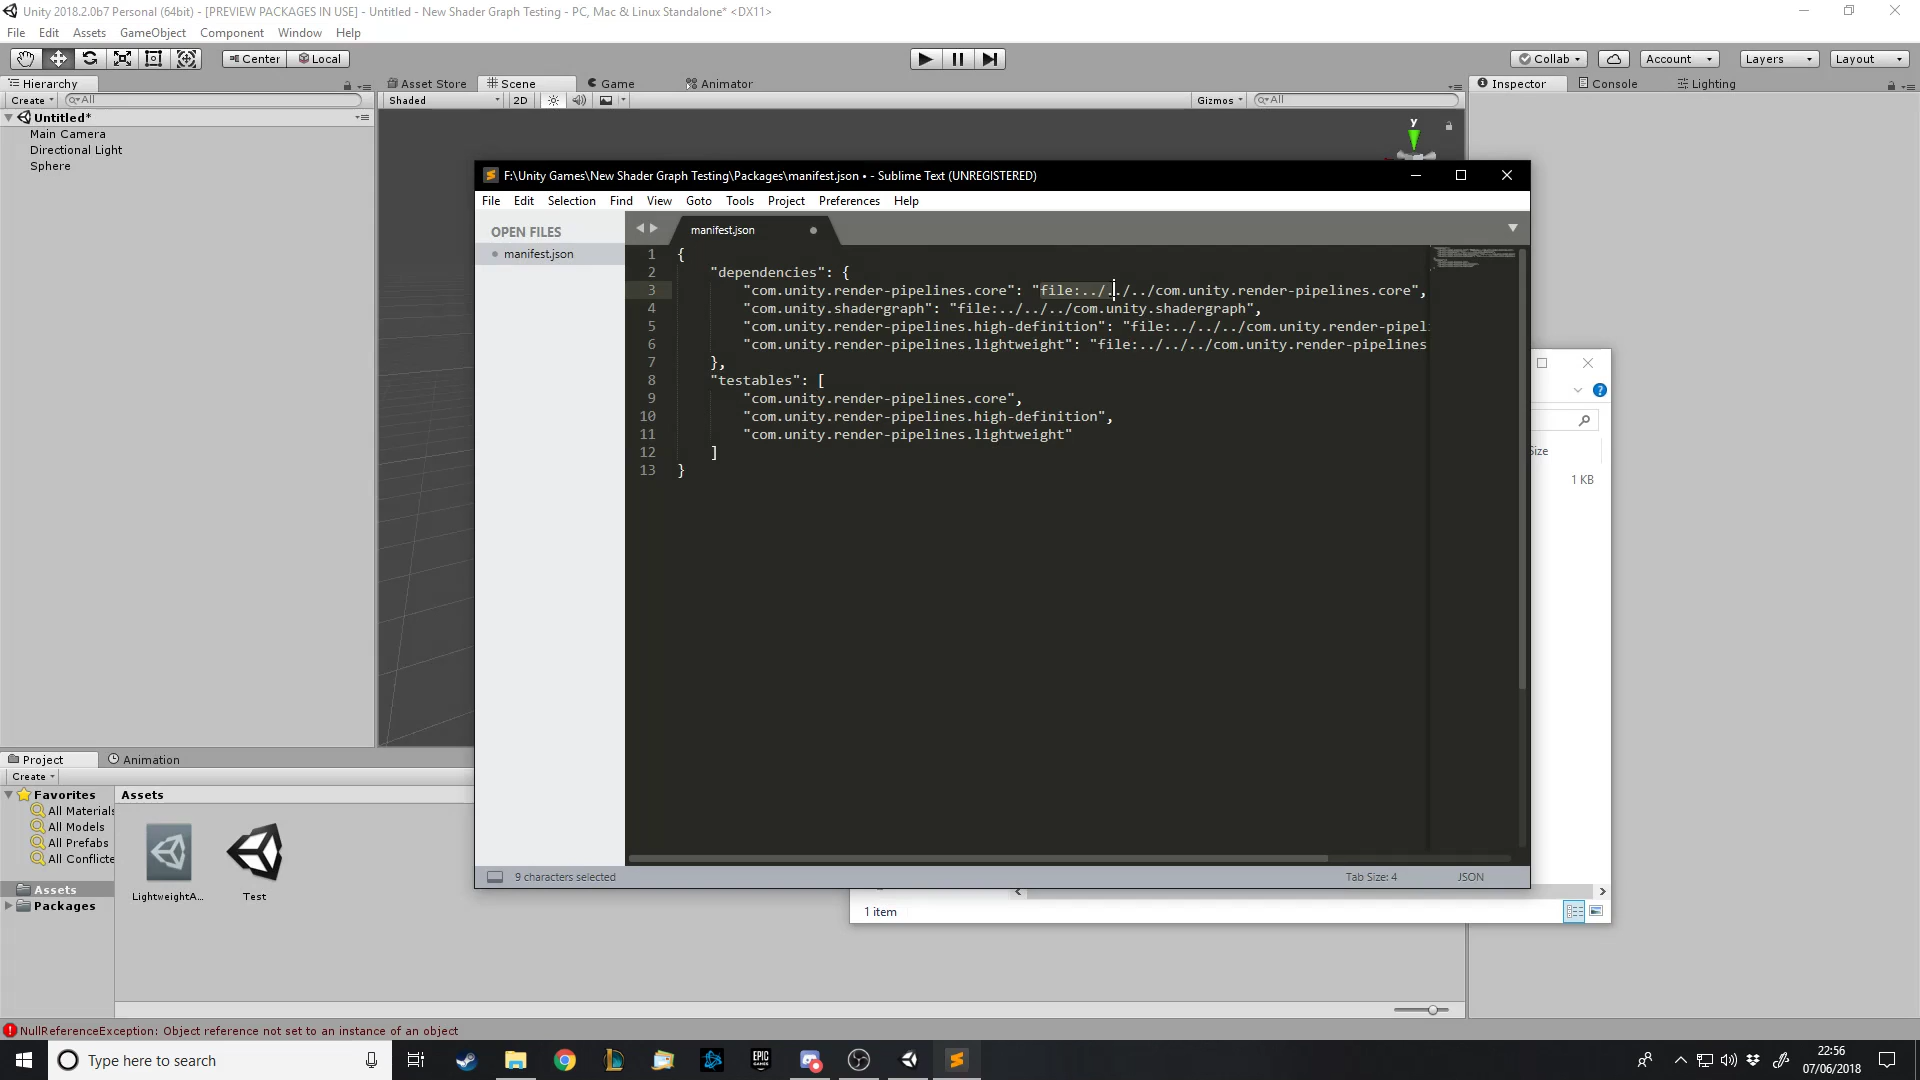 Unity 2018.2.0b7 Personal (64bit) - [PREVIEW PACKAGES IN USE] - Untitled - New Shader Graph Testing - PC, Mac & Linux Standalone* <DX11>
File Edit Assets GameObject Component Window Help
Center Local Collab Account Layers Layout
Hierarchy Asset Store Scene Game Animator Inspector Console Lighting
Create All Shaded 2D Gizmos All
Untitled*
Main Camera
Directional Light
Sphere
y
F:\Unity Games\New Shader Graph Testing\Packages\manifest.json • - Sublime Text (UNREGISTERED)
File Edit Selection Find View Goto Tools Project Preferences Help
OPEN FILES
manifest.json
manifest.json
1 {
2 "dependencies": {
3 "com.unity.render-pipelines.core": "file:../../../com.unity.render-pipelines.core",
4 "com.unity.shadergraph": "file:../../../com.unity.shadergraph",
5 "com.unity.render-pipelines.high-definition": "file:../../../com.unity.render-pipel
6 "com.unity.render-pipelines.lightweight": "file:../../../com.unity.render-pipelines
7 },
8 "testables": [
9 "com.unity.render-pipelines.core",
10 "com.unity.render-pipelines.high-definition",
11 "com.unity.render-pipelines.lightweight"
12 ]
13 }
9 characters selected Tab Size: 4 JSON
Size
1 KB
1 item
Project Animation
Create
Favorites
All Materials
All Models
All Prefabs
All Conflicte
Assets
Packages
Assets
LightweightA...
Test
NullReferenceException: Object reference not set to an instance of an object
Type here to search
EPIC GAMES
22:56
07/06/2018